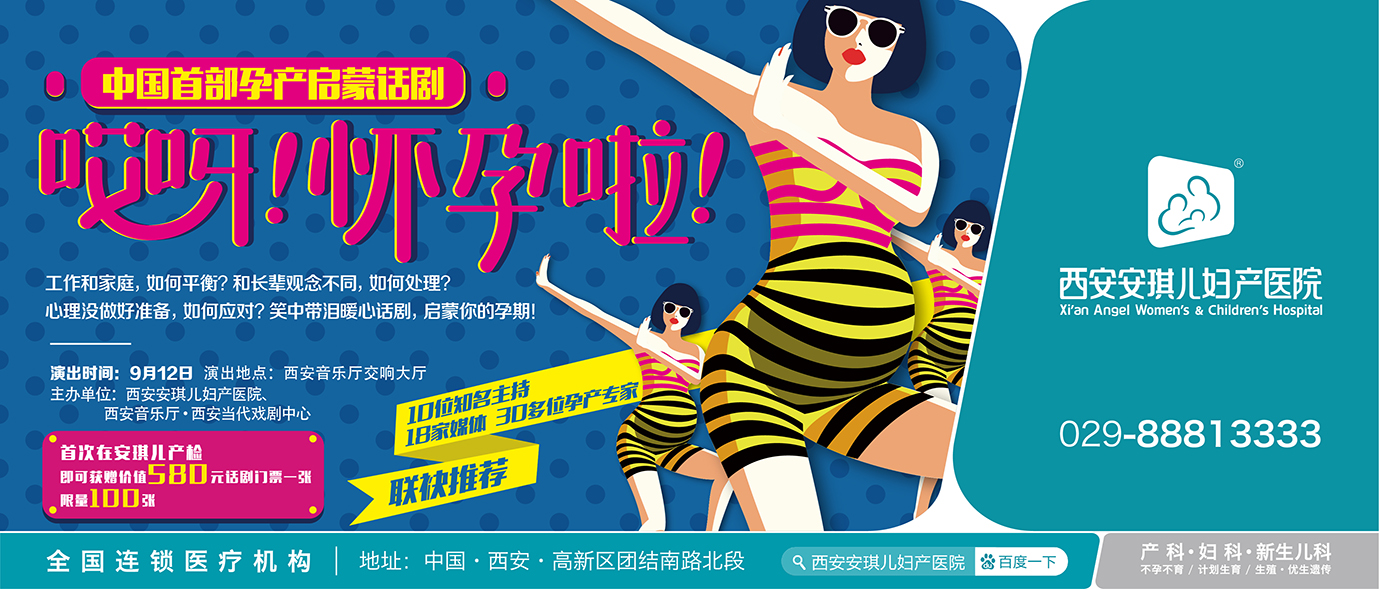 中国首部孕产启蒙话剧
哎呀!怀孕啦!
工作和家庭,如何平衡?和长辈观念不同,如何处理?
心理没做好准备,如何应对?笑中带泪暖心话剧,启蒙你的孕期!
演出时间:9月12日 演出地点:西安音乐厅交响大厅
主办单位:西安安琪儿妇产医院、
西安音乐厅·西安当代戏剧中心
首次在安琪儿产检
即可获赠价值580元话剧门票一张
限量100张
10位知名主持
18家媒体 30多位孕产专家
联袂推荐
®
西安安琪儿妇产医院
Xi'an Angel Women's & Children's Hospital
029-88813333
全国连锁医疗机构 | 地址:中国·西安·高新区团结南路北段
西安安琪儿妇产医院 百度一下
产科·妇科·新生儿科
不孕不育 / 计划生育 / 生殖·优生遗传